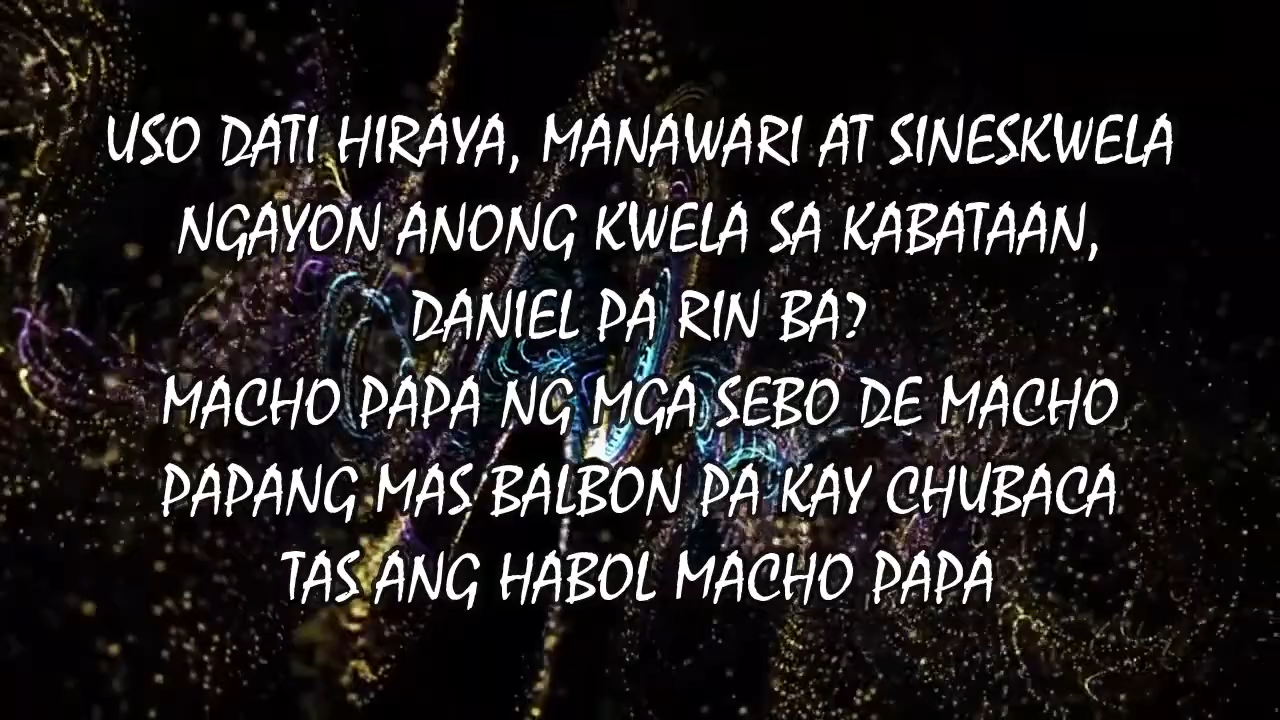 USO DATI HIRAYA, MANAWARI AT SINESKWELA
NGAYON ANONG KWELA SA KABATAAN,
DANIEL PA RIN BA?
MACHO PAPA NG MGA SEBO DE MACHO
PAPANG MAS BALBON PA KAY CHUBACA
TAS ANG HABOL MACHO PAPA